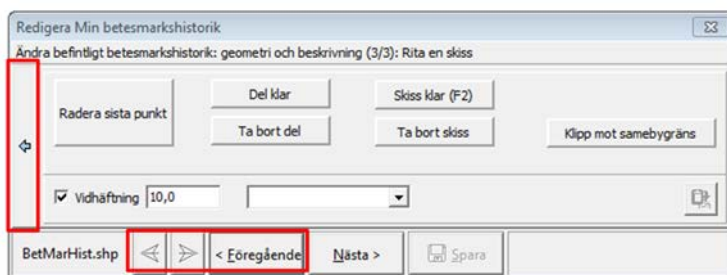 Redigera Min betesmarkshistorik
Ändra befintligt betesmarkshistorik: geometri och beskrivning (3/3): Rita en skiss
Radera sista punkt
Del klar
Skiss klar (F2)
Ta bort del
Ta bort skiss
Klipp mot samebygräns
Vidhäftning 10,0
BetMarHist.shp
< Föregående
Nästa >
Spara